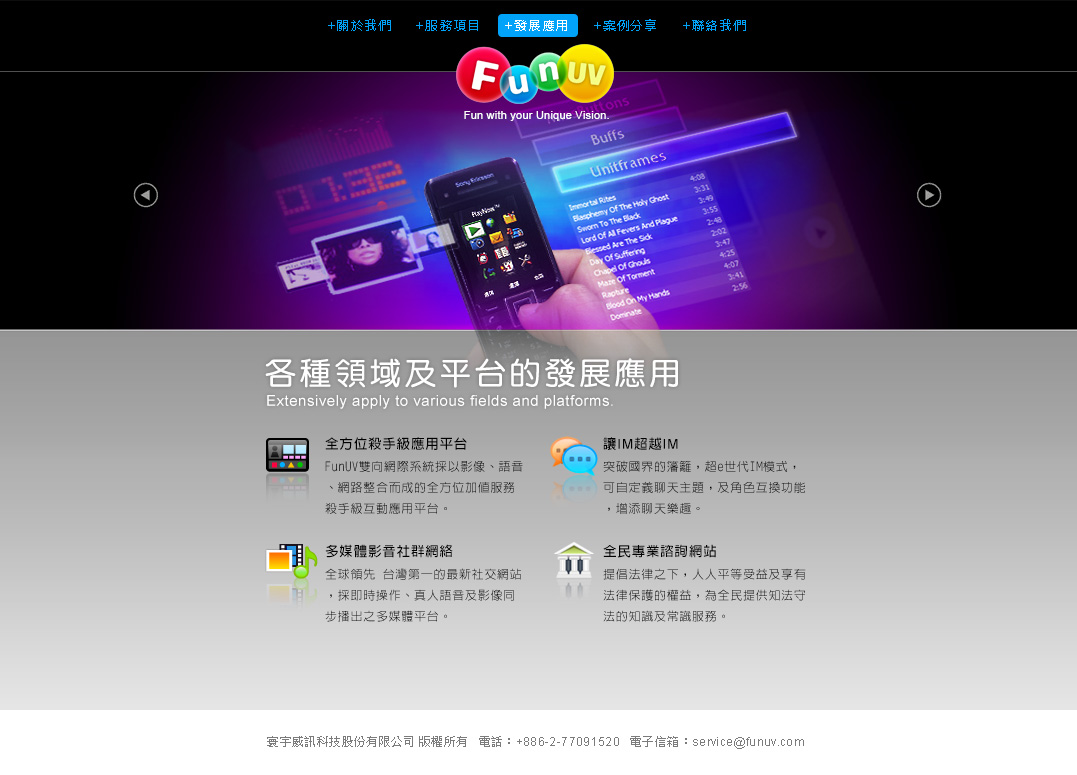 +關於我們 +服務項目 +發展應用 +案例分享 +聯絡我們
FunUV
Fun with your Unique Vision.
Buffs
Unitframes
Sony Ericsson
PlayNow™
Immortal Rites 4:08
Blasphemy Of The Holy Ghost 3:31
Sworn To The Black 3:49
Lord Of All Fevers And Plague 3:55
Blessed Are The Sick 2:48
Day Of Suffering 2:02
Chapel Of Ghouls 3:47
Maze Of Torment 4:25
Rapture 4:07
Blood On My Hands 3:41
Dominate 2:56
各種領域及平台的發展應用
Extensively apply to various fields and platforms.
全方位殺手級應用平台
FunUV雙向網際系統採以影像、語音
、網路整合而成的全方位加值服務
殺手級互動應用平台。
讓IM超越IM
突破國界的藩籬，超e世代IM模式，
可自定義聊天主題，及角色互換功能
，增添聊天樂趣。
多媒體影音社群網絡
全球領先 台灣第一的最新社交網站
，採即時操作、真人語音及影像同
步播出之多媒體平台。
全民專業諮詢網站
提倡法律之下，人人平等受益及享有
法律保護的權益，為全民提供知法守
法的知識及常識服務。
寰宇威訊科技股份有限公司 版權所有 電話：+886-2-77091520 電子信箱：service@funuv.com